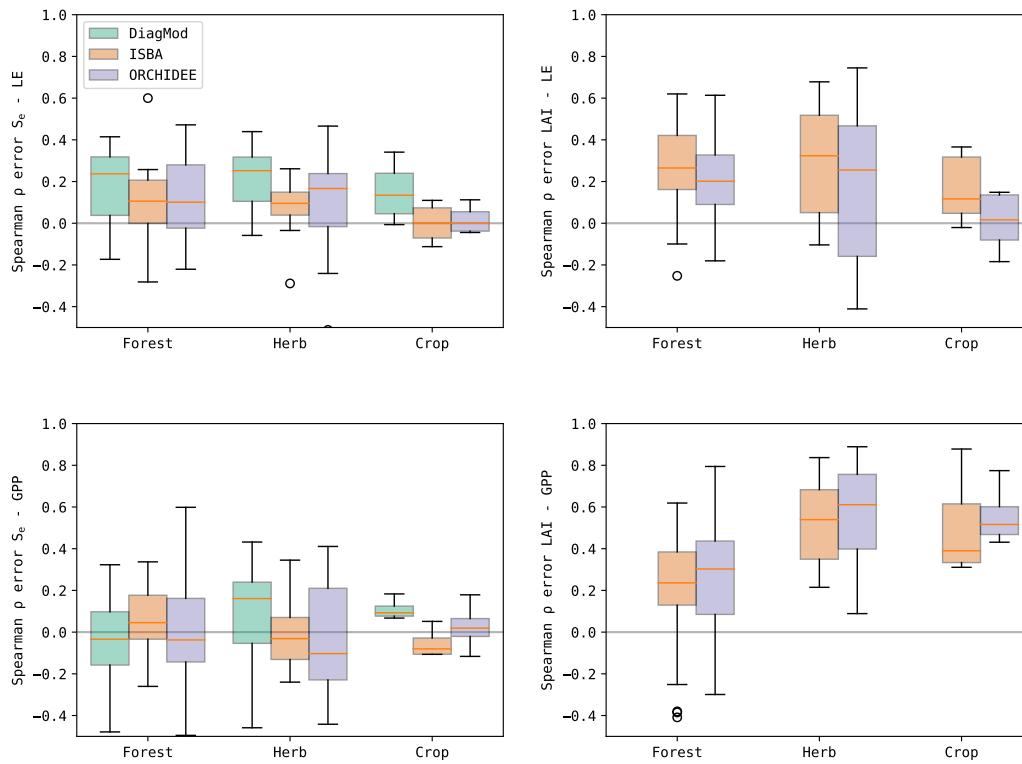 1.0
0.8
0.6
0.4
0.2
0.0
−0.2
−0.4
Spearman ρ error Sₑ - LE
DiagMod
ISBA
ORCHIDEE
Forest
Herb
Crop
1.0
0.8
0.6
0.4
0.2
0.0
−0.2
−0.4
Spearman ρ error LAI - LE
Forest
Herb
Crop
1.0
0.8
0.6
0.4
0.2
0.0
−0.2
−0.4
Spearman ρ error Sₑ - GPP
Forest
Herb
Crop
1.0
0.8
0.6
0.4
0.2
0.0
−0.2
−0.4
Spearman ρ error LAI - GPP
Forest
Herb
Crop